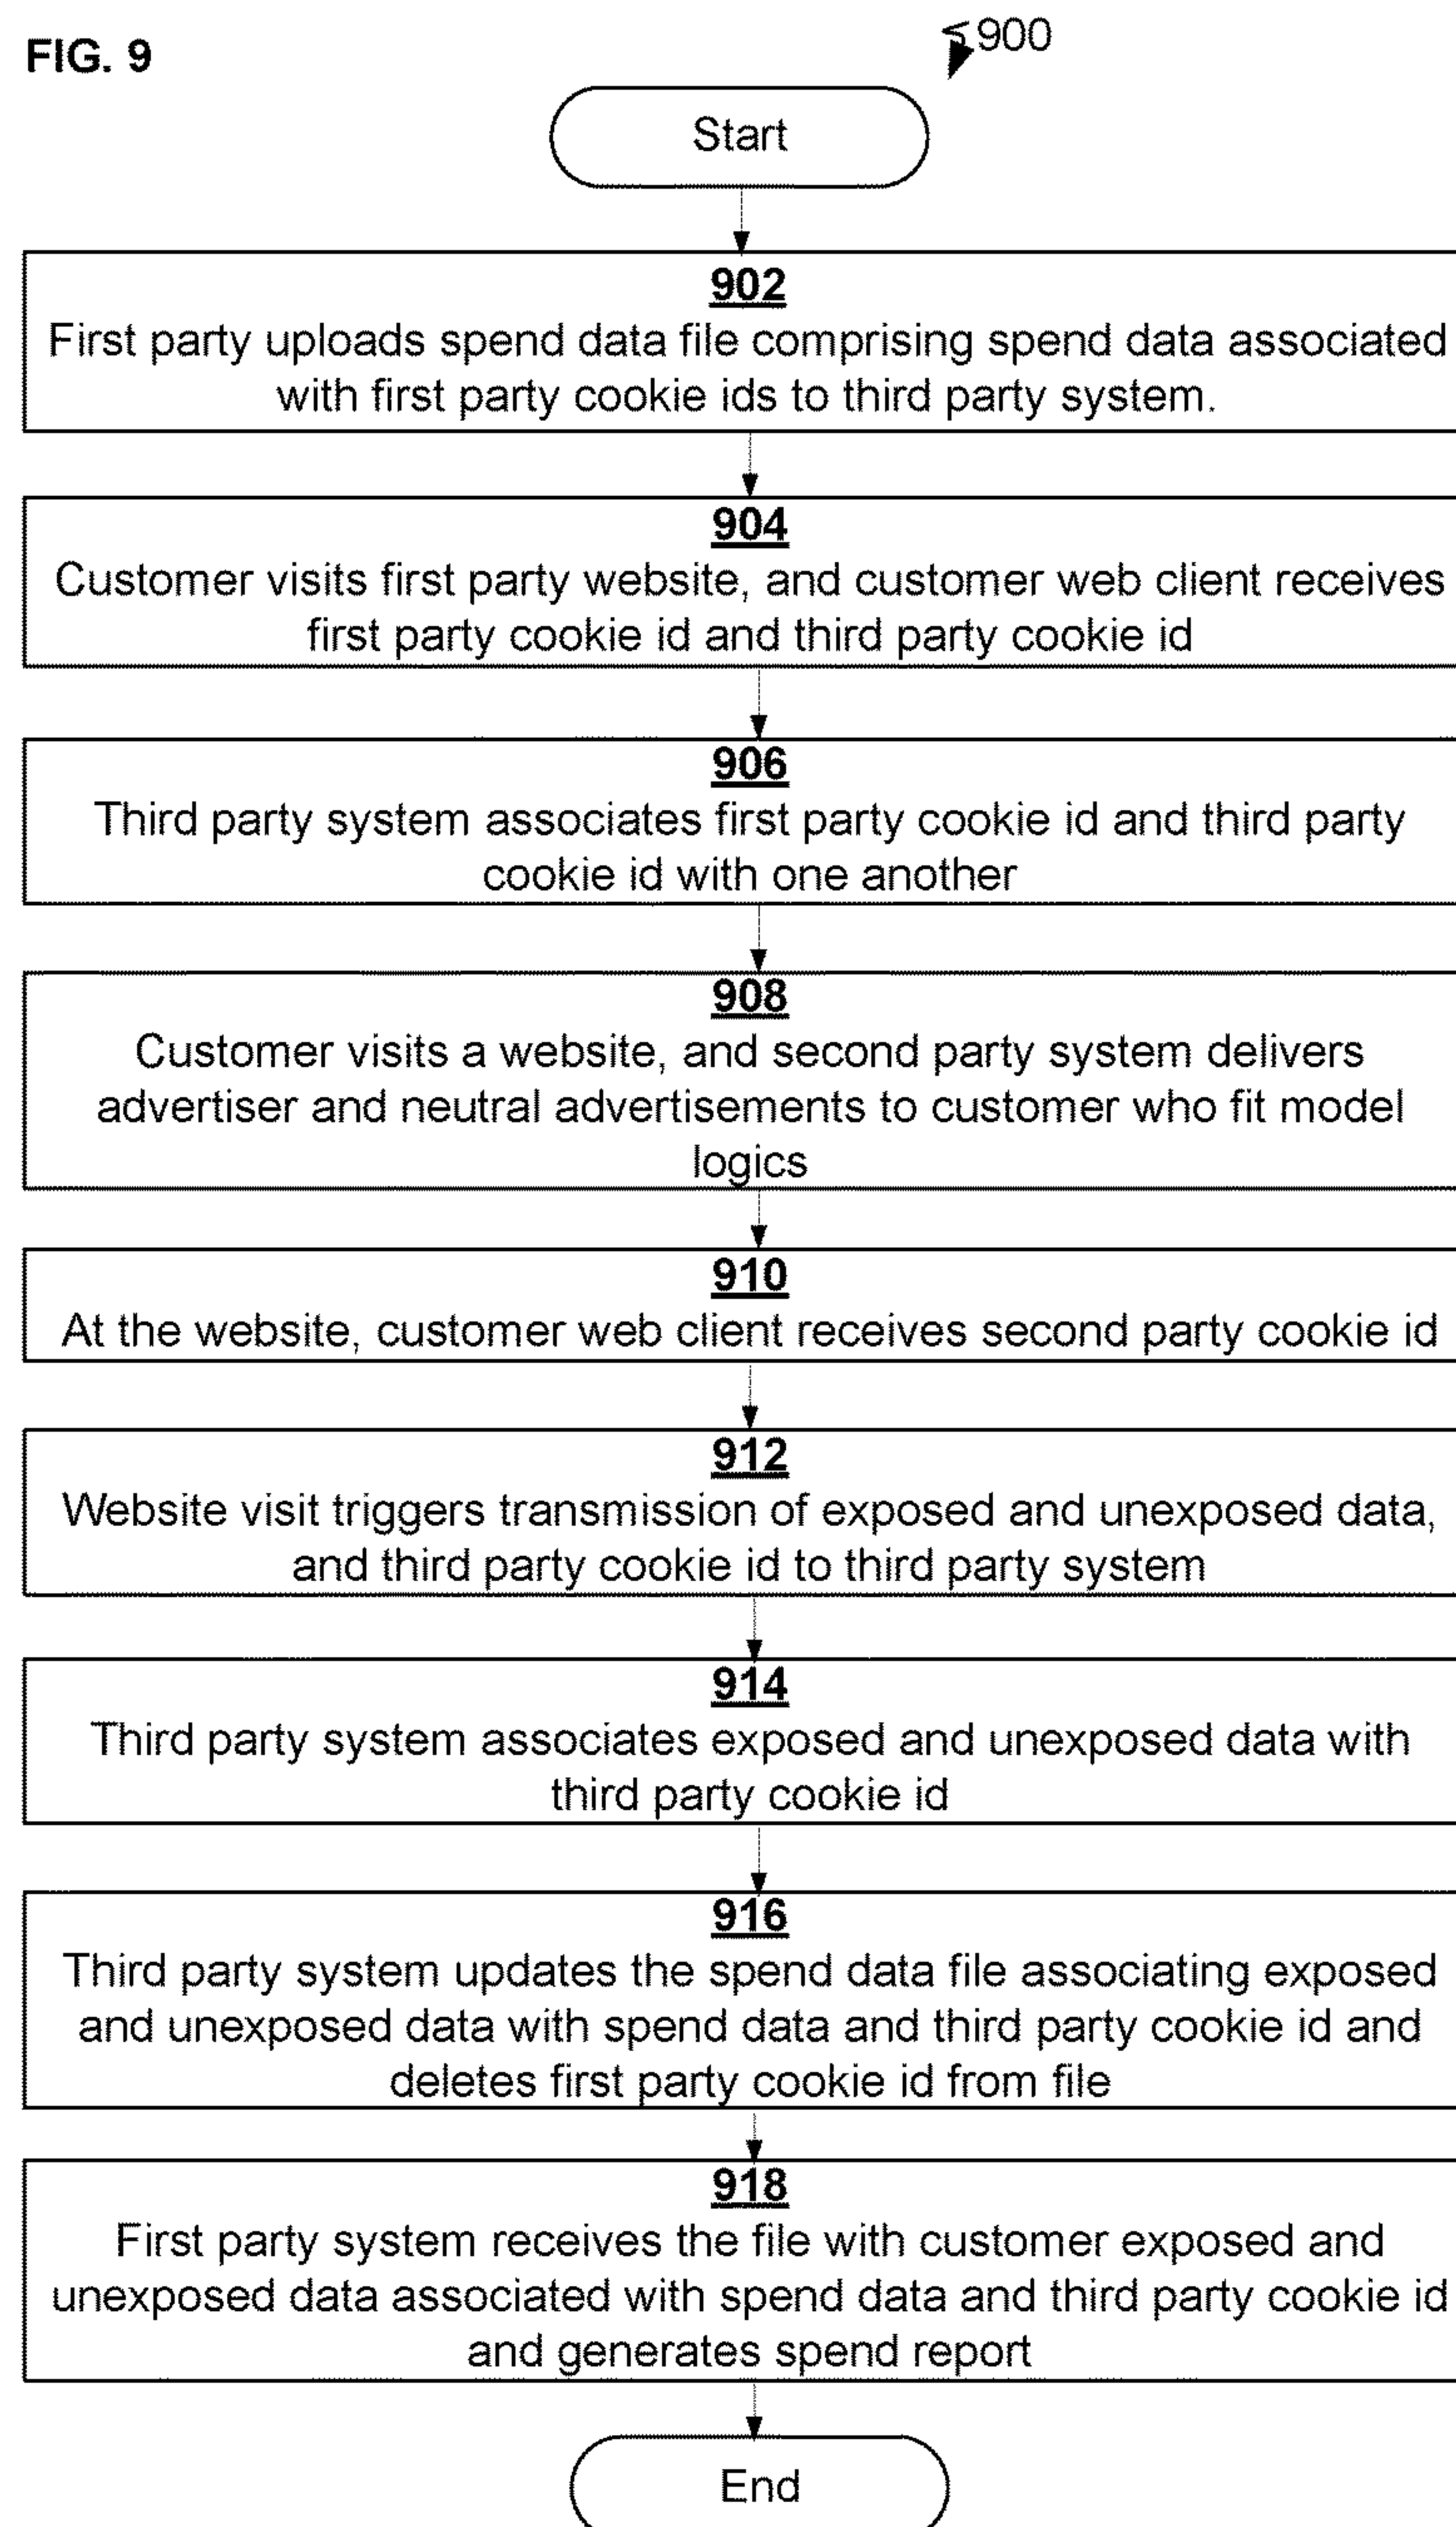 FIG. 9
900
Start
902
First party uploads spend data file comprising spend data associated
with first party cookie ids to third party system.
904
Customer visits first party website, and customer web client receives
first party cookie id and third party cookie id
906
Third party system associates first party cookie id and third party
cookie id with one another
908
Customer visits a website, and second party system delivers
advertiser and neutral advertisements to customer who fit model
logics
910
At the website, customer web client receives second party cookie id
912
Website visit triggers transmission of exposed and unexposed data,
and third party cookie id to third party system
914
Third party system associates exposed and unexposed data with
third party cookie id
916
Third party system updates the spend data file associating exposed
and unexposed data with spend data and third party cookie id and
deletes first party cookie id from file
918
First party system receives the file with customer exposed and
unexposed data associated with spend data and third party cookie id
and generates spend report
End